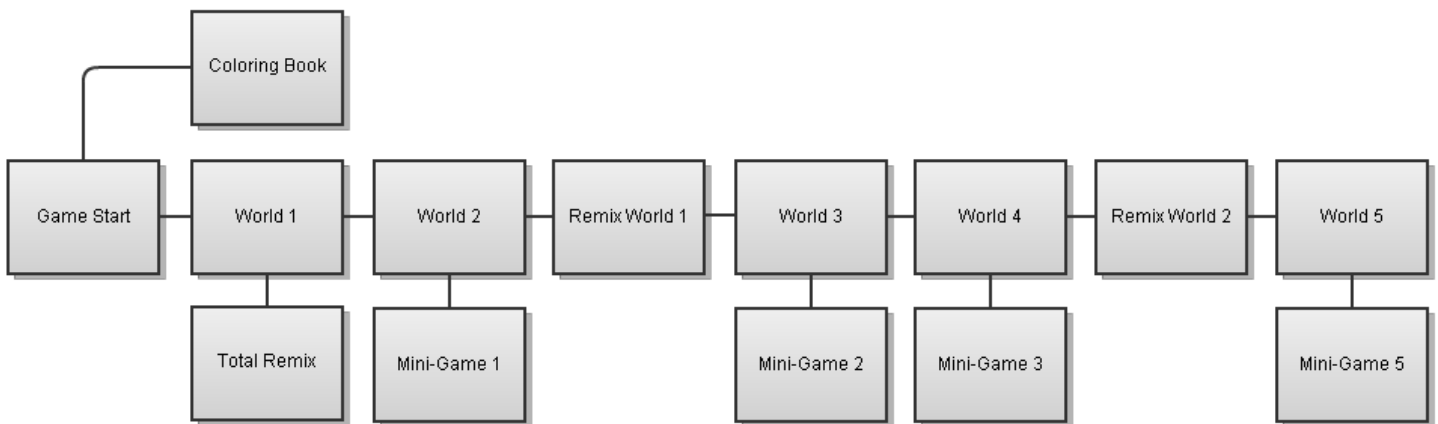 Coloring Book
Game Start
World 1
World 2
Remix World 1
World 3
World 4
Remix World 2
World 5
Total Remix
Mini-Game 1
Mini-Game 2
Mini-Game 3
Mini-Game 5